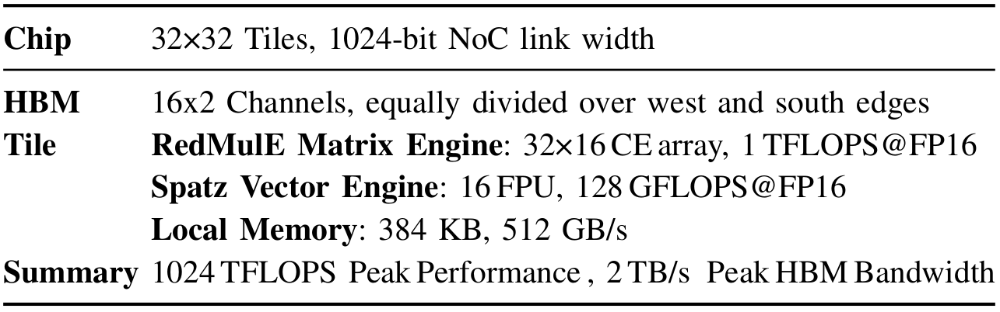 Chip 32×32 Tiles, 1024-bit NoC link width
HBM 16x2 Channels, equally divided over west and south edges
Tile RedMulE Matrix Engine: 32×16 CE array, 1 TFLOPS@FP16
Spatz Vector Engine: 16 FPU, 128 GFLOPS@FP16
Local Memory: 384 KB, 512 GB/s
Summary 1024 TFLOPS Peak Performance , 2 TB/s Peak HBM Bandwidth